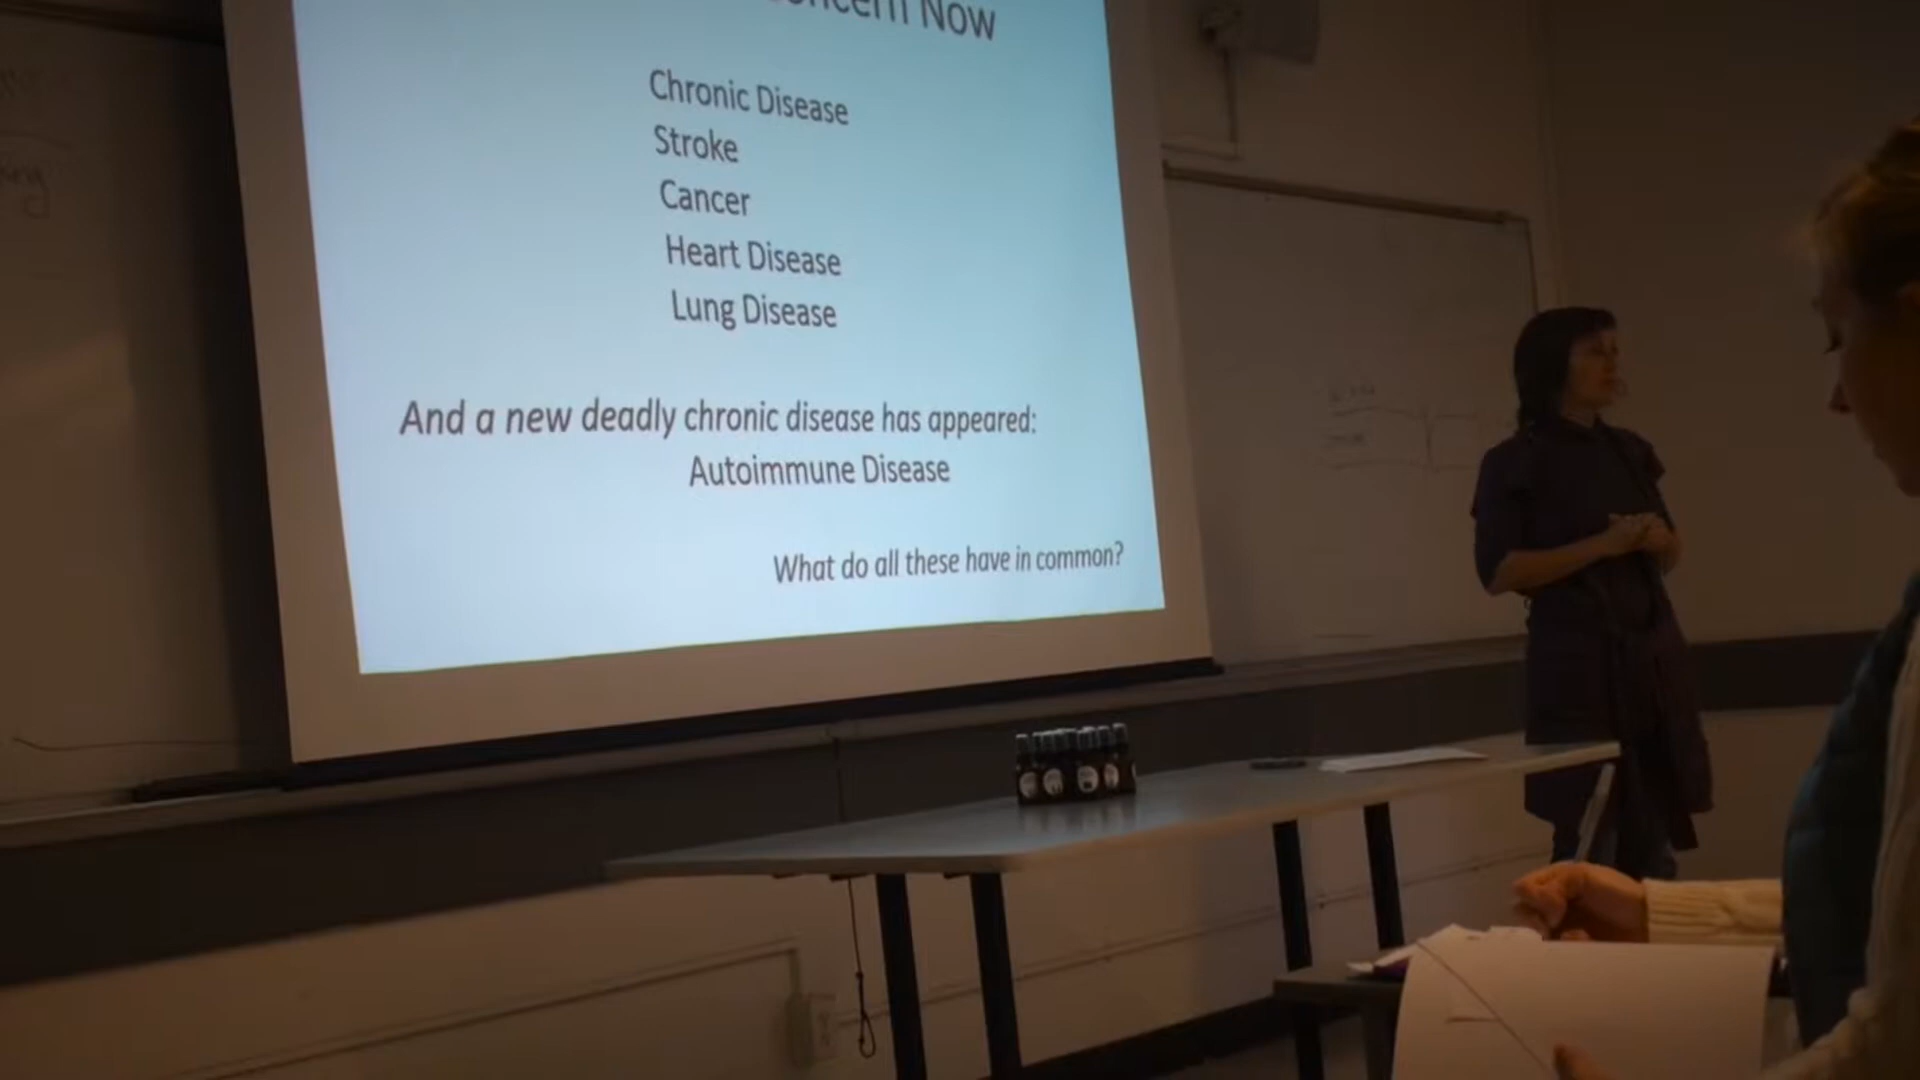 Now
Chronic Disease
Stroke
Cancer
Heart Disease
Lung Disease
And a new deadly chronic disease has appeared:
Autoimmune Disease
What do all these have in common?